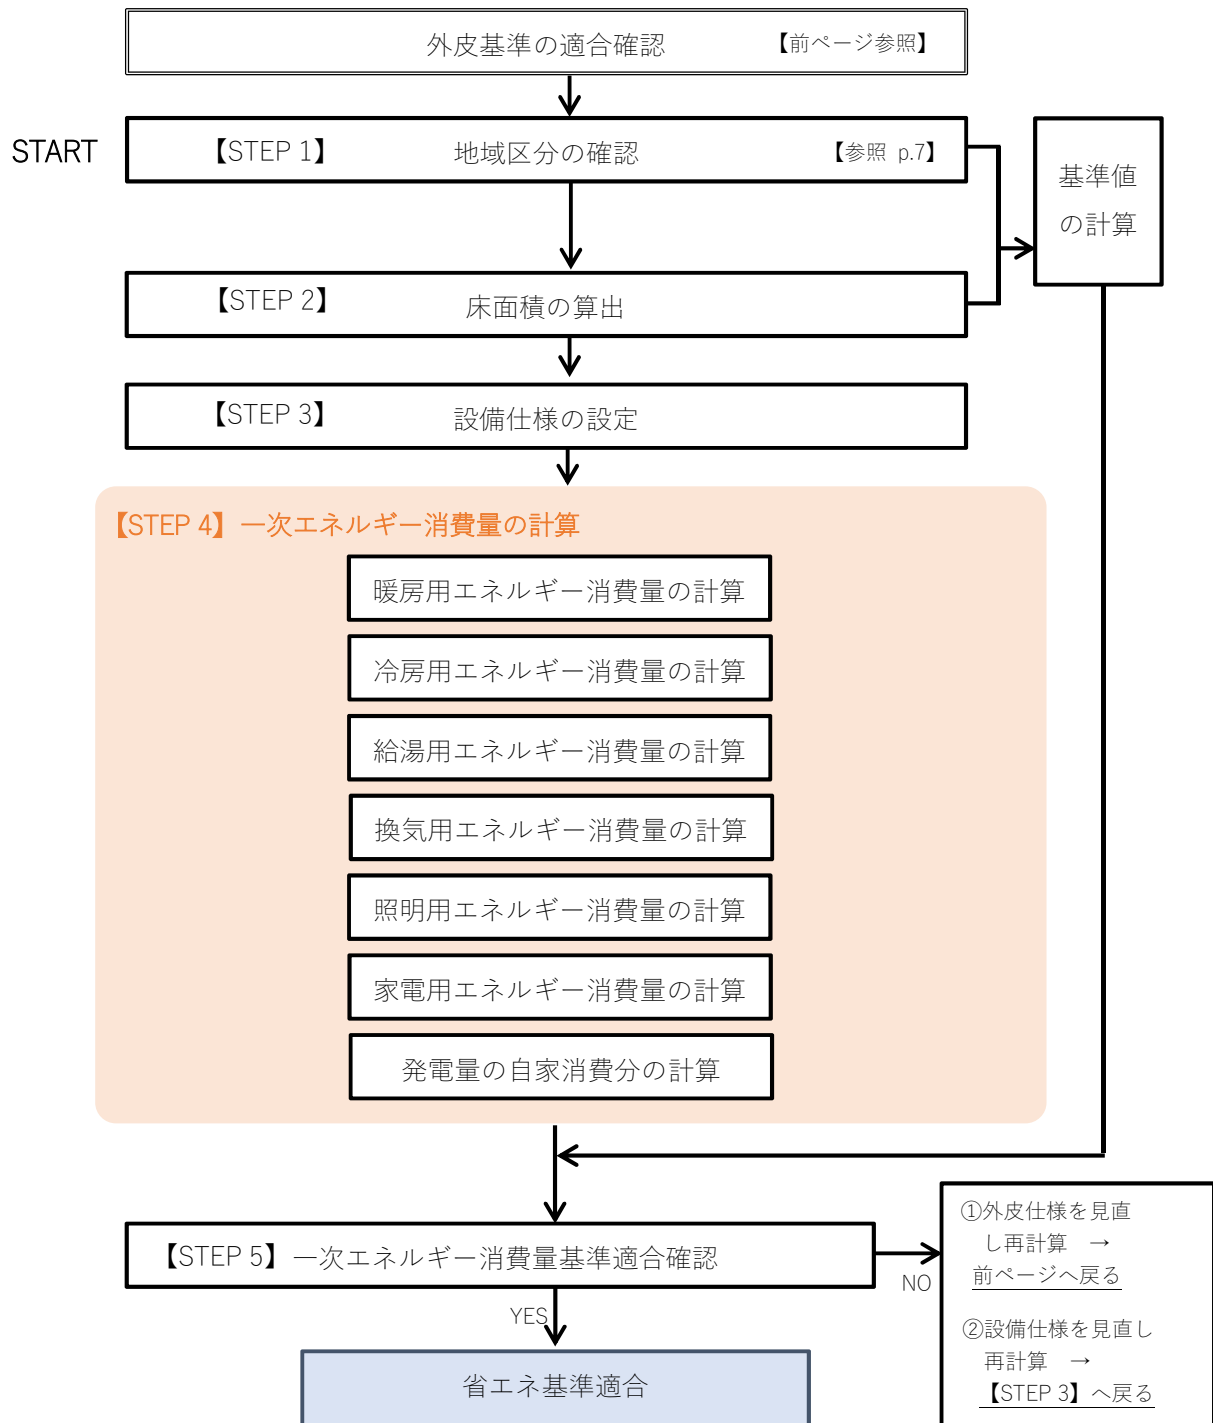 外皮基準の適合確認 【前ページ参照】
START
【STEP 1】 地域区分の確認 【参照 p.7】
基準値
の計算
【STEP 2】 床面積の算出
【STEP 3】 設備仕様の設定
【STEP 4】一次エネルギー消費量の計算
暖房用エネルギー消費量の計算
冷房用エネルギー消費量の計算
給湯用エネルギー消費量の計算
換気用エネルギー消費量の計算
照明用エネルギー消費量の計算
家電用エネルギー消費量の計算
発電量の自家消費分の計算
【STEP 5】一次エネルギー消費量基準適合確認
NO
①外皮仕様を見直
し再計算 →
前ページへ戻る
②設備仕様を見直し
再計算 →
【STEP 3】へ戻る
YES
省エネ基準適合